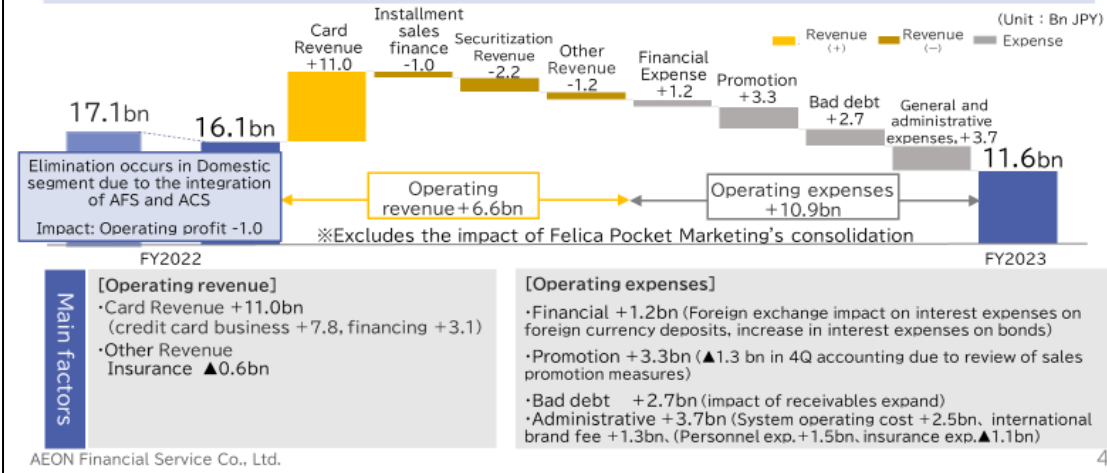 (Unit：Bn JPY)
Revenue
(+)
Revenue
(−)
Expense
Card
Revenue
+11.0
Installment
sales
finance
-1.0
Securitization
Revenue
-2.2
Other
Revenue
-1.2
Financial
Expense
+1.2
Promotion
+3.3
Bad debt
+2.7
General and
administrative
expenses,+3.7
17.1bn
16.1bn
11.6bn
Elimination occurs in Domestic
segment due to the integration
of AFS and ACS
Impact: Operating profit -1.0
Operating
revenue+6.6bn
Operating expenses
+10.9bn
※Excludes the impact of Felica Pocket Marketing's consolidation
FY2022
FY2023
Main factors
[Operating revenue]
・Card Revenue +11.0bn
(credit card business +7.8, financing +3.1)
・Other Revenue
Insurance ▲0.6bn
[Operating expenses]
・Financial +1.2bn (Foreign exchange impact on interest expenses on
foreign currency deposits, increase in interest expenses on bonds)
・Promotion +3.3bn (▲1.3 bn in 4Q accounting due to review of sales
promotion measures)
・Bad debt +2.7bn (impact of receivables expand)
・Administrative +3.7bn (System operating cost +2.5bn、international
brand fee +1.3bn、(Personnel exp.+1.5bn、insurance exp.▲1.1bn)
AEON Financial Service Co., Ltd.
4